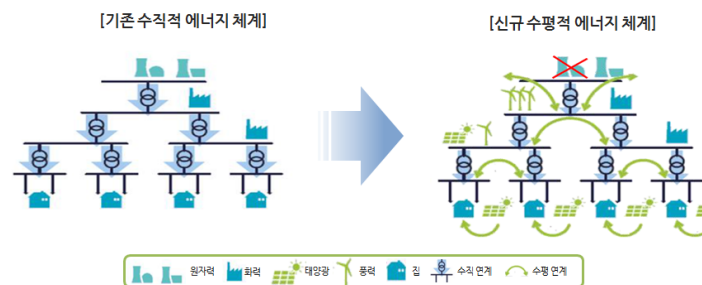 [기존 수직적 에너지 체계]
[신규 수평적 에너지 체계]
원자력 화력 태양광 풍력 집 수직 연계 수평 연계